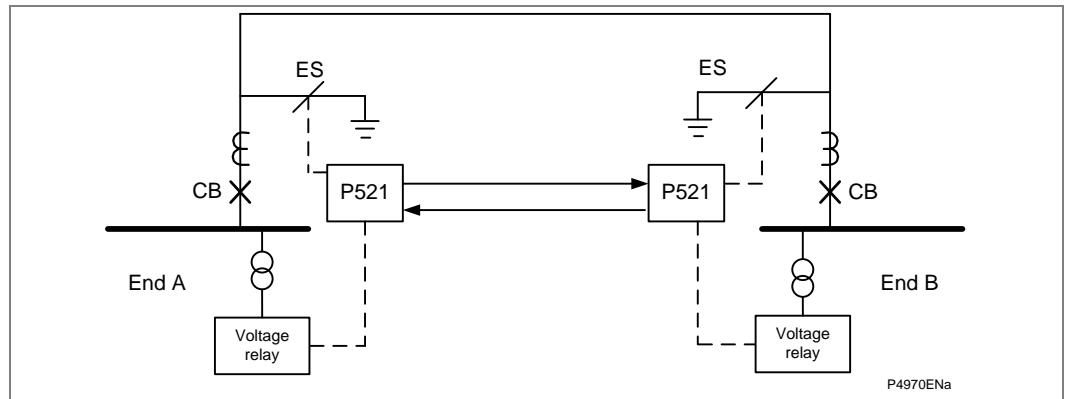 ES
ES
P521
P521
CB
CB
End A
End B
Voltage
relay
Voltage
relay
P4970ENa